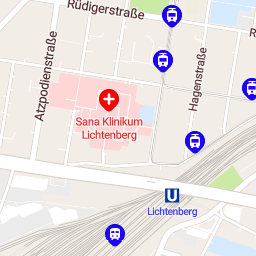 Rüdigerstraße
Atzpodienstraße
Hagenstraße
Sana Klinikum
Lichtenberg
U
Lichtenberg